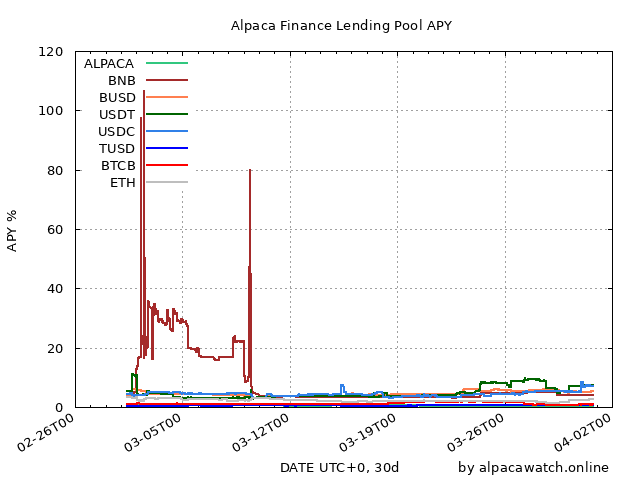 Alpaca Finance Lending Pool APY
120
100
80
60
40
20
0
APY %
ALPACA
BNB
BUSD
USDT
USDC
TUSD
BTCB
ETH
02-26T00
03-05T00
03-12T00
03-19T00
03-26T00
04-02T00
DATE UTC+0, 30d
by alpacawatch.online